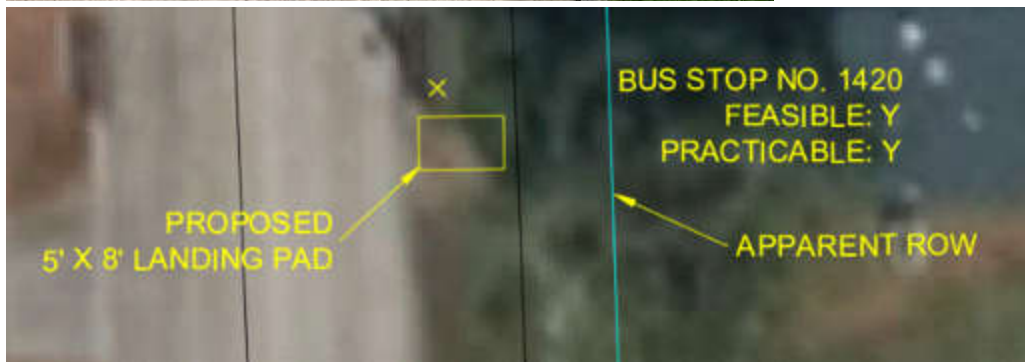 BUS STOP NO. 1420
FEASIBLE: Y
PRACTICABLE: Y
PROPOSED
5' X 8' LANDING PAD
APPARENT ROW